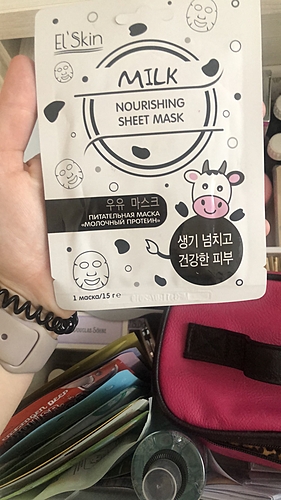 El'Skin
MILK
NOURISHING
SHEET MASK
우유 마스크
ПИТАТЕЛЬНАЯ МАСКА
«МОЛОЧНЫЙ ПРОТЕИН»
생기 넘치고
건강한 피부
1 маска/15 г e